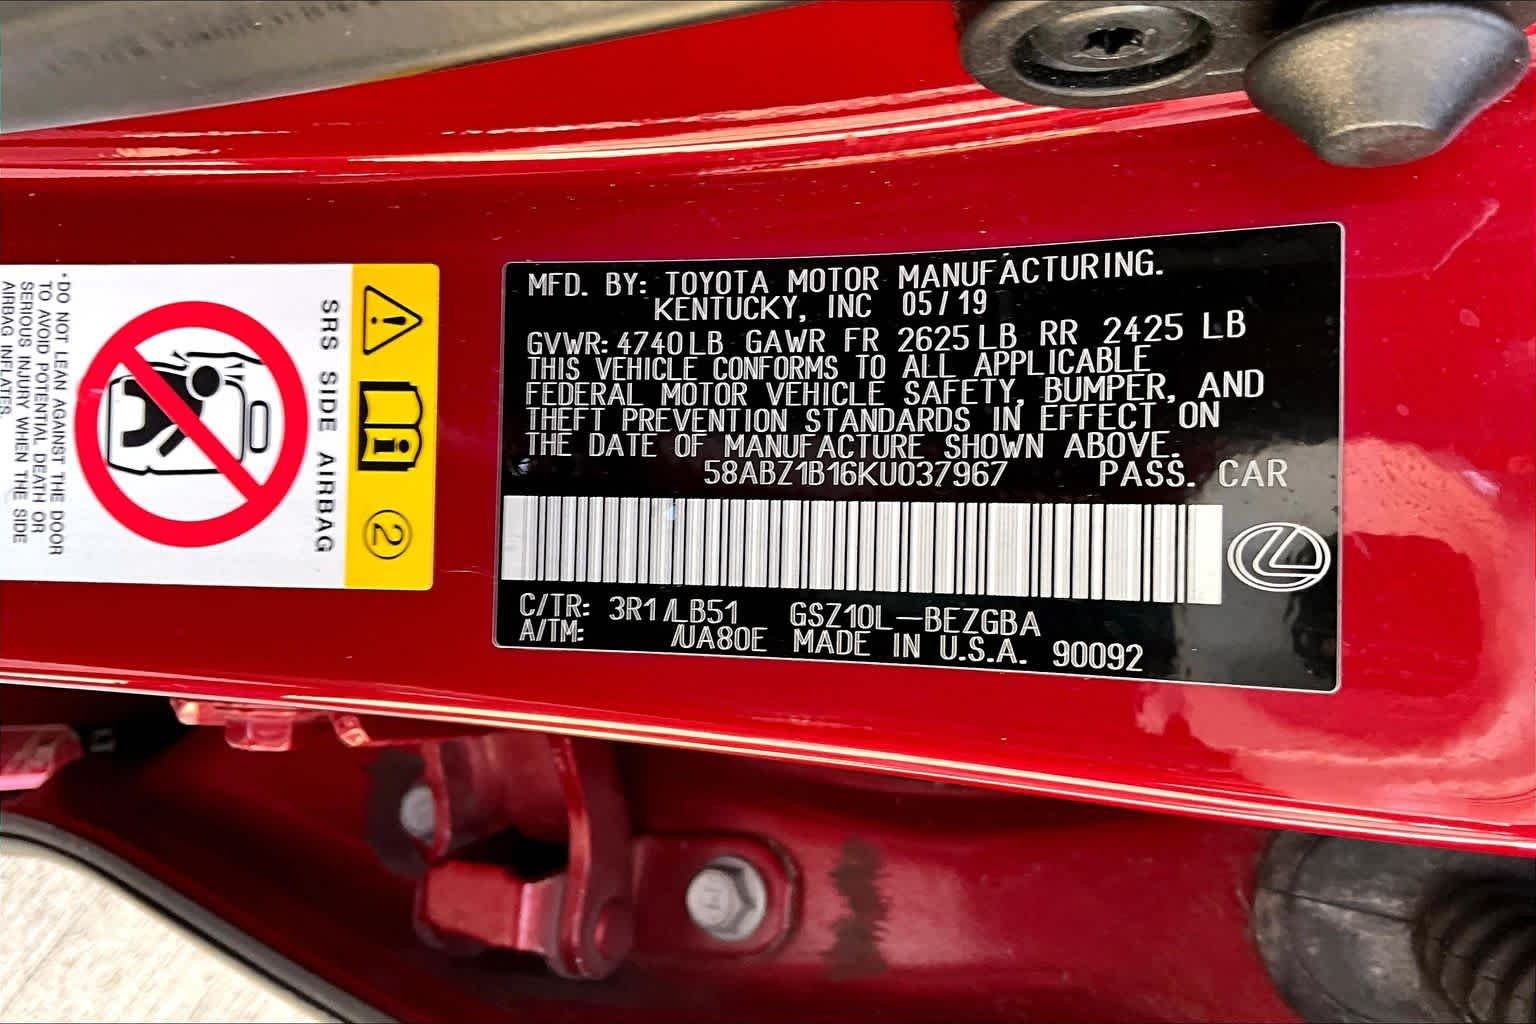 MFD. BY: TOYOTA MOTOR MANUFACTURING.
KENTUCKY, INC 05/19
GVWR: 4740LB GAWR FR 2625LB RR 2425 LB
THIS VEHICLE CONFORMS TO ALL APPLICABLE
FEDERAL MOTOR VEHICLE SAFETY, BUMPER, AND
THEFT PREVENTION STANDARDS IN EFFECT ON
THE DATE OF MANUFACTURE SHOWN ABOVE.
58ABZ1B16KU037967 PASS. CAR
C/TR: 3R1/LB51 GSZ10L-BEZGBA
A/TM: /UA80E MADE IN U.S.A. 90092
2
SRS SIDE AIRBAG
*DO NOT LEAN AGAINST THE DOOR
TO AVOID POTENTIAL DEATH OR
SERIOUS INJURY WHEN THE SIDE
AIRBAG INFLATES.